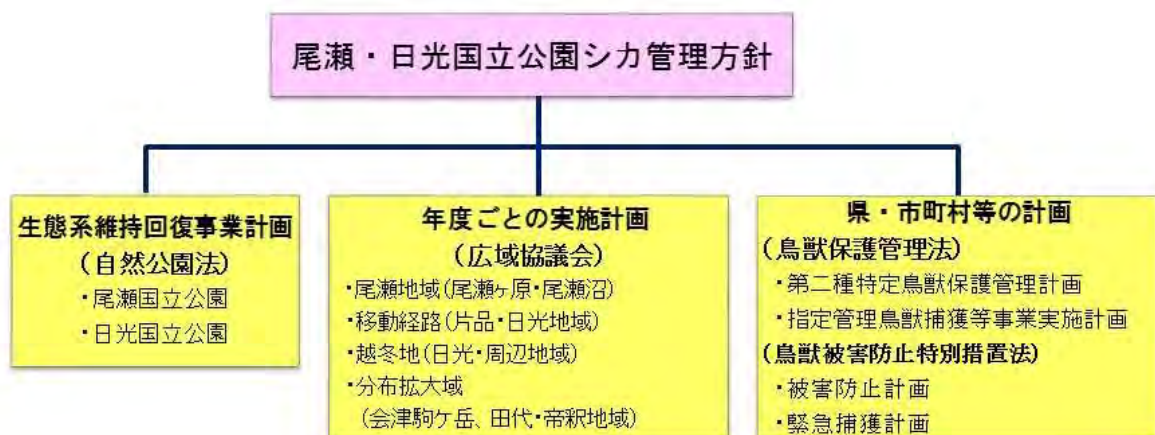 尾瀬・日光国立公園シカ管理方針
生態系維持回復事業計画
(自然公園法)
・尾瀬国立公園
・日光国立公園
年度ごとの実施計画
(広域協議会)
・尾瀬地域(尾瀬ヶ原・尾瀬沼)
・移動経路(片品・日光地域)
・越冬地(日光・周辺地域)
・分布拡大域
(会津駒ケ岳、田代・帝釈地域)
県・市町村等の計画
(鳥獣保護管理法)
・第二種特定鳥獣保護管理計画
・指定管理鳥獣捕獲等事業実施計画
(鳥獣被害防止特別措置法)
・被害防止計画
・緊急捕獲計画